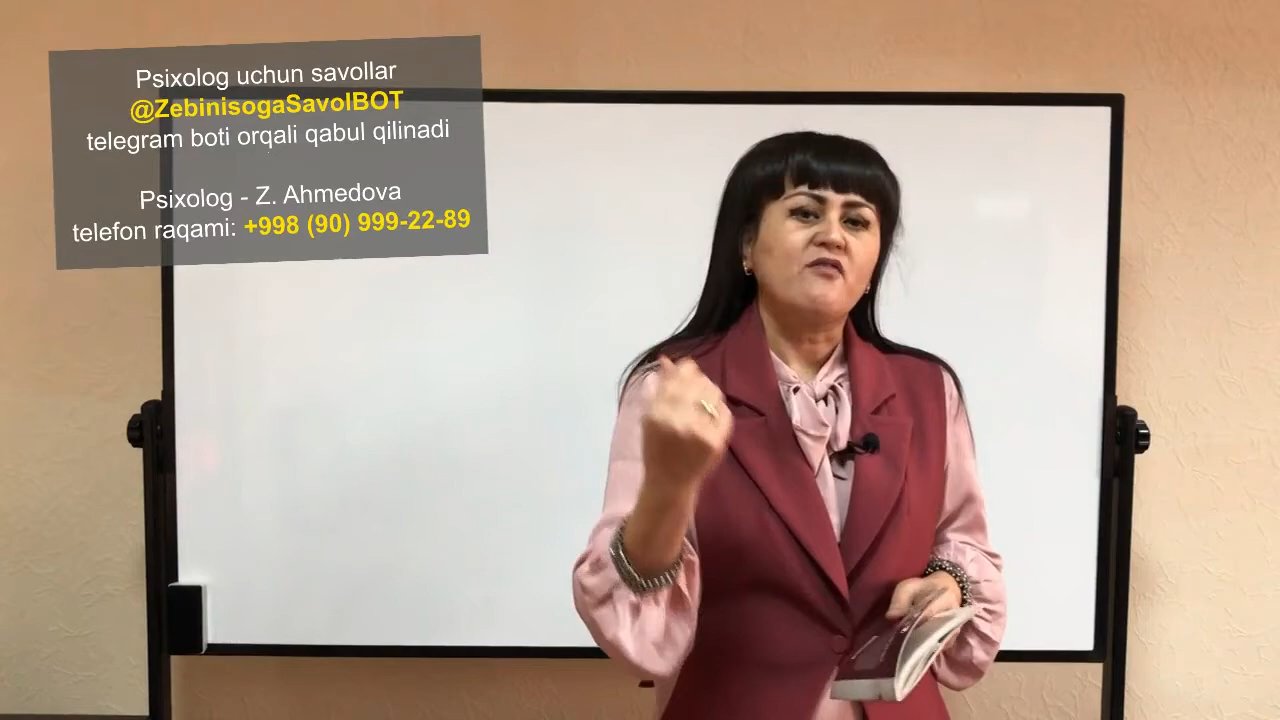 Psixolog uchun savollar
@ZebinisogaSavolBOT
telegram boti orqali qabul qilinadi
Psixolog - Z. Ahmedova
telefon raqami: +998 (90) 999-22-89